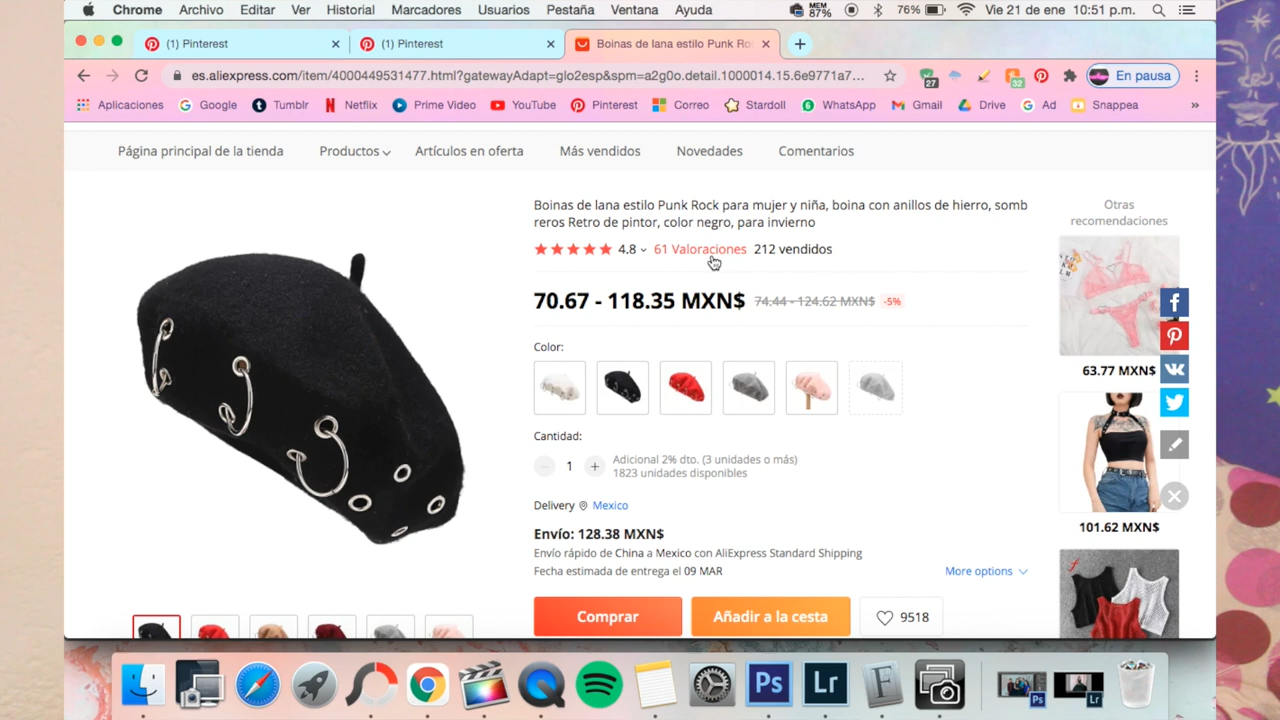 Chrome Archivo Editar Ver Historial Marcadores Usuarios Pestaña Ventana Ayuda MEM 87% 76% Vie 21 de ene 10:51 p.m.
(1) Pinterest (1) Pinterest Boinas de lana estilo Punk Ro
es.aliexpress.com/item/4000449531477.html?gatewayAdapt=glo2esp&spm=a2g0o.detail.1000014.15.6e9771a7... 27 32 En pausa
Aplicaciones Google Tumblr Netflix Prime Video YouTube Pinterest Correo Stardoll WhatsApp Gmail Drive Ad Snappea »
Página principal de la tienda Productos Artículos en oferta Más vendidos Novedades Comentarios
Boinas de lana estilo Punk Rock para mujer y niña, boina con anillos de hierro, somb
reros Retro de pintor, color negro, para invierno
4.8 61 Valoraciones 212 vendidos
70.67 - 118.35 MXN$ 74.44 - 124.62 MXN$ -5%
Color:
Cantidad:
1 Adicional 2% dto. (3 unidades o más)
1823 unidades disponibles
Delivery Mexico
Envío: 128.38 MXN$
Envío rápido de China a Mexico con AliExpress Standard Shipping
Fecha estimada de entrega el 09 MAR
More options
Comprar Añadir a la cesta 9518
Otras
recomendaciones
63.77 MXN$
101.62 MXN$
Ps Lr
Ps Lr